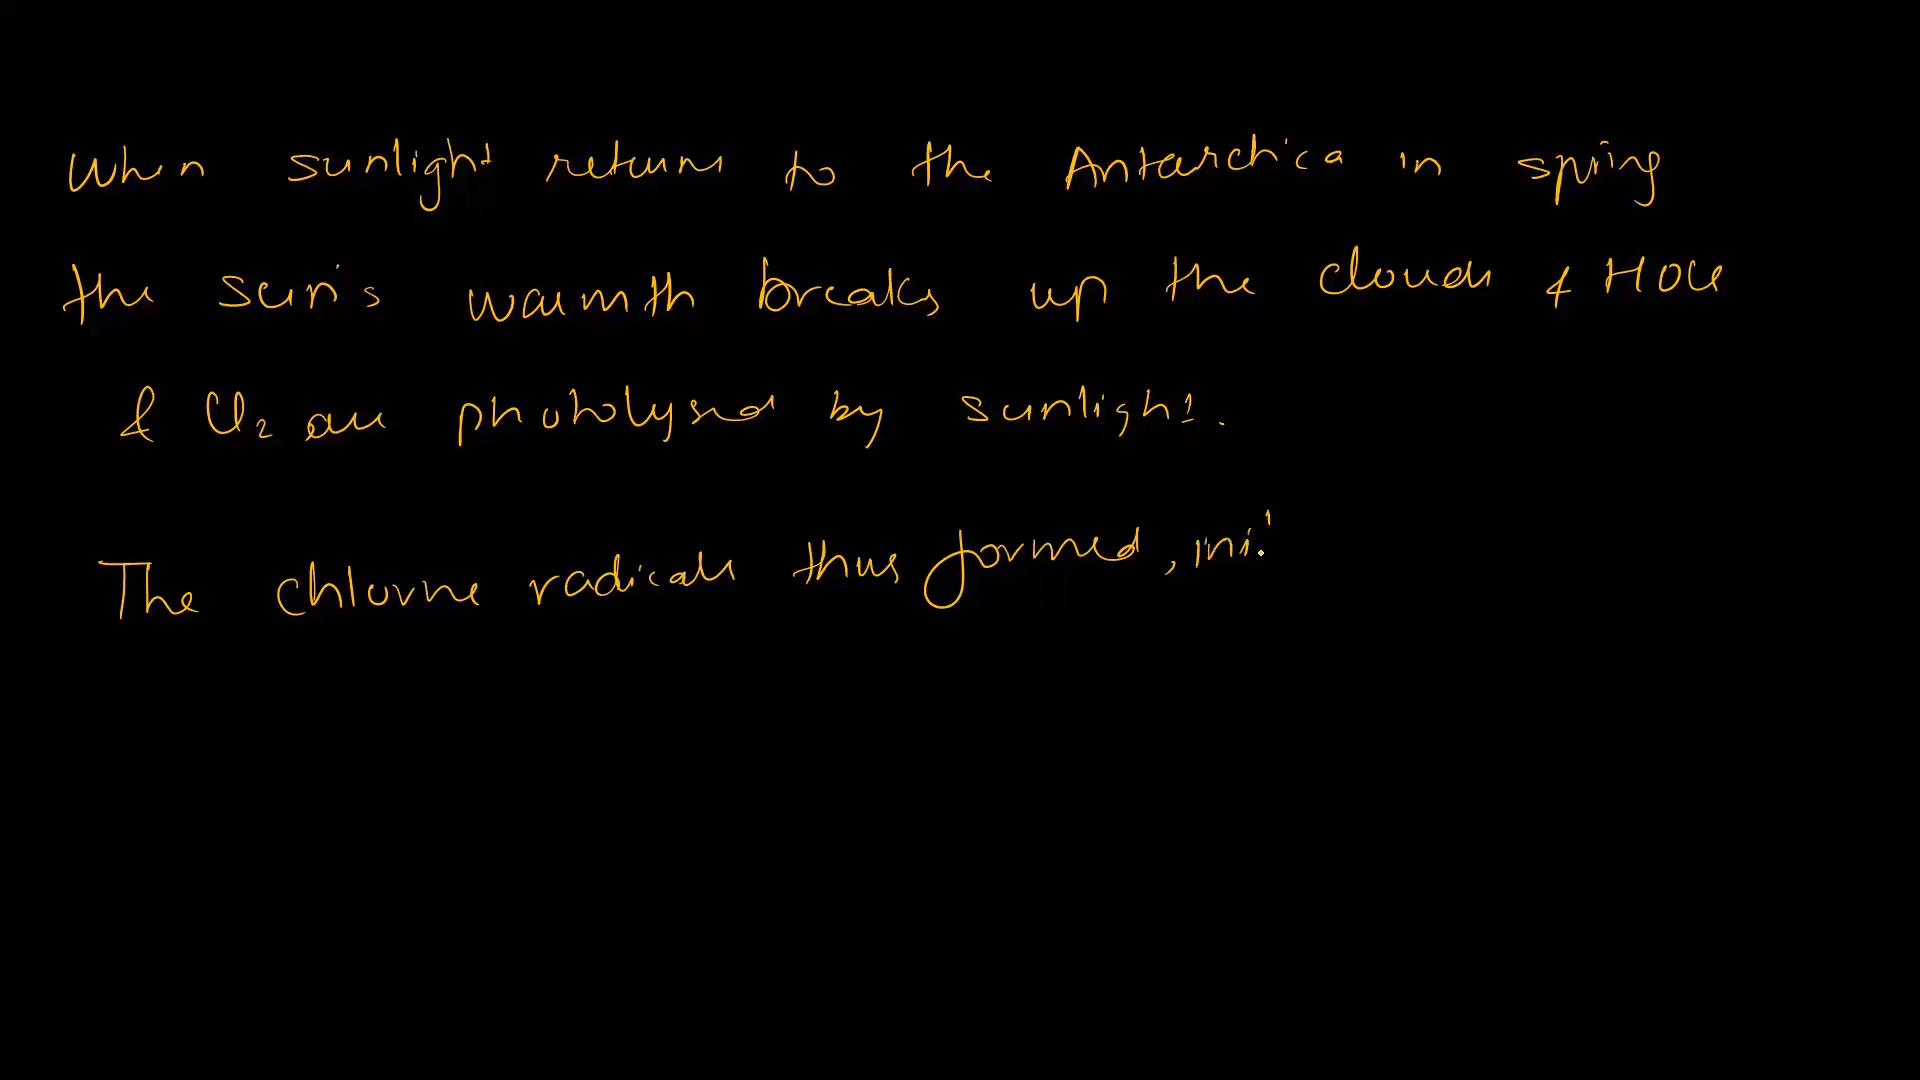 When sunlight returns to the Antarctica in spring
the sun's warmth breaks up the clouds & HOCl
& Cl2 are photolysed by sunlight.
The chlorine radicals thus formed, ini